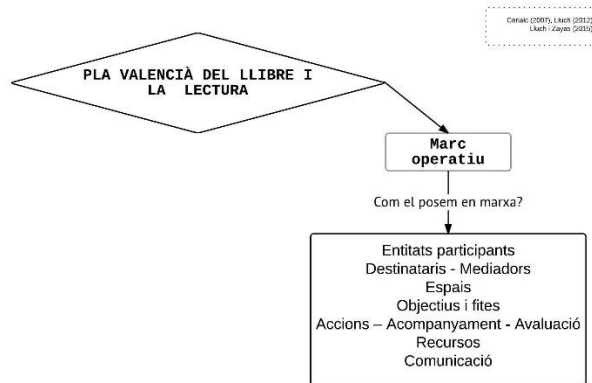 Cerlalc (2007), Lluch (2012)
Lluch i Zayas (2015)
PLA VALENCIÀ DEL LLIBRE I
LA LECTURA
Marc
operatiu
Com el posem en marxa?
Entitats participants
Destinataris - Mediadors
Espais
Objectius i fites
Accions – Acompanyament - Avaluació
Recursos
Comunicació